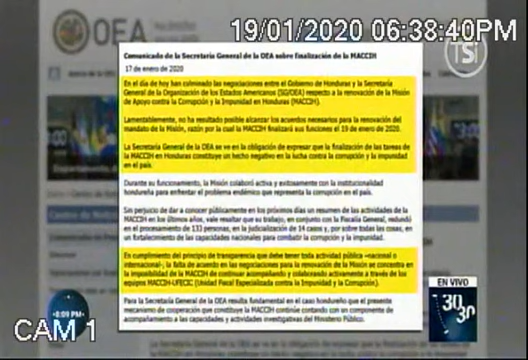 19/01/2020 06:38:40PM
OEA
TSi
Comunicado de la Secretaría General de la OEA sobre finalización de la MACCIH
17 de enero de 2020
En el día de hoy han culminado las negociaciones entre el Gobierno de Honduras y la Secretaría
General de la Organización de los Estados Americanos (SG/OEA) respecto a la renovación de la Misión
de Apoyo contra la Corrupción y la Impunidad en Honduras (MACCIH).
Lamentablemente, no ha resultado posible alcanzar los acuerdos necesarios para la renovación del
mandato de la Misión, razón por la cual la MACCIH finalizará sus funciones el 19 de enero de 2020.
La Secretaría General de la OEA se ve en la obligación de expresar que la finalización de las tareas de
la MACCIH en Honduras constituye un hecho negativo en la lucha contra la corrupción y la impunidad
en el país.
Durante su funcionamiento, la Misión colaboró activa y exitosamente con la institucionalidad
hondureña para enfrentar el problema endémico que representa la corrupción en el país.
Sin perjuicio de dar a conocer públicamente en los próximos días un resumen de las actividades de la
MACCIH en los últimos años, vale resaltar que su trabajo, en conjunto con la Fiscalía General, redundó
en el procesamiento de 133 personas, en la judicialización de 14 casos y, por sobre todas las cosas, en
un fortalecimiento de las capacidades nacionales para combatir la corrupción y la impunidad.
En cumplimiento del principio de transparencia que debe tener toda actividad pública -nacional o
internacional-, la falta de acuerdo en las negociaciones para la renovación de la Misión se concentra en
la imposibilidad de la MACCIH de continuar acompañando y colaborando activamente a través de los
equipos MACCIH-UFECIC (Unidad Fiscal Especializada contra la Impunidad y la Corrupción).
Para la Secretaría General de la OEA resulta fundamental en el caso hondureño que el presente
mecanismo de cooperación que constituye la MACCIH continúe contando con un componente de
acompañamiento a las capacidades y actividades investigativas del Ministerio Público.
EN VIVO
30
30
6:09 PM
CAM 1